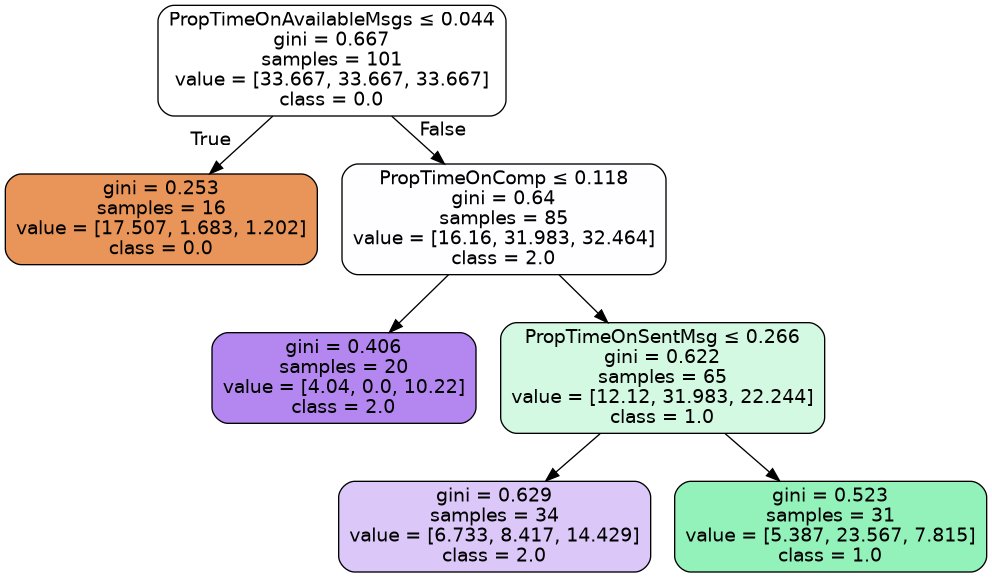 PropTimeOnAvailableMsgs ≤ 0.044
gini = 0.667
samples = 101
value = [33.667, 33.667, 33.667]
class = 0.0
True
False
gini = 0.253
samples = 16
value = [17.507, 1.683, 1.202]
class = 0.0
PropTimeOnComp ≤ 0.118
gini = 0.64
samples = 85
value = [16.16, 31.983, 32.464]
class = 2.0
gini = 0.406
samples = 20
value = [4.04, 0.0, 10.22]
class = 2.0
PropTimeOnSentMsg ≤ 0.266
gini = 0.622
samples = 65
value = [12.12, 31.983, 22.244]
class = 1.0
gini = 0.629
samples = 34
value = [6.733, 8.417, 14.429]
class = 2.0
gini = 0.523
samples = 31
value = [5.387, 23.567, 7.815]
class = 1.0